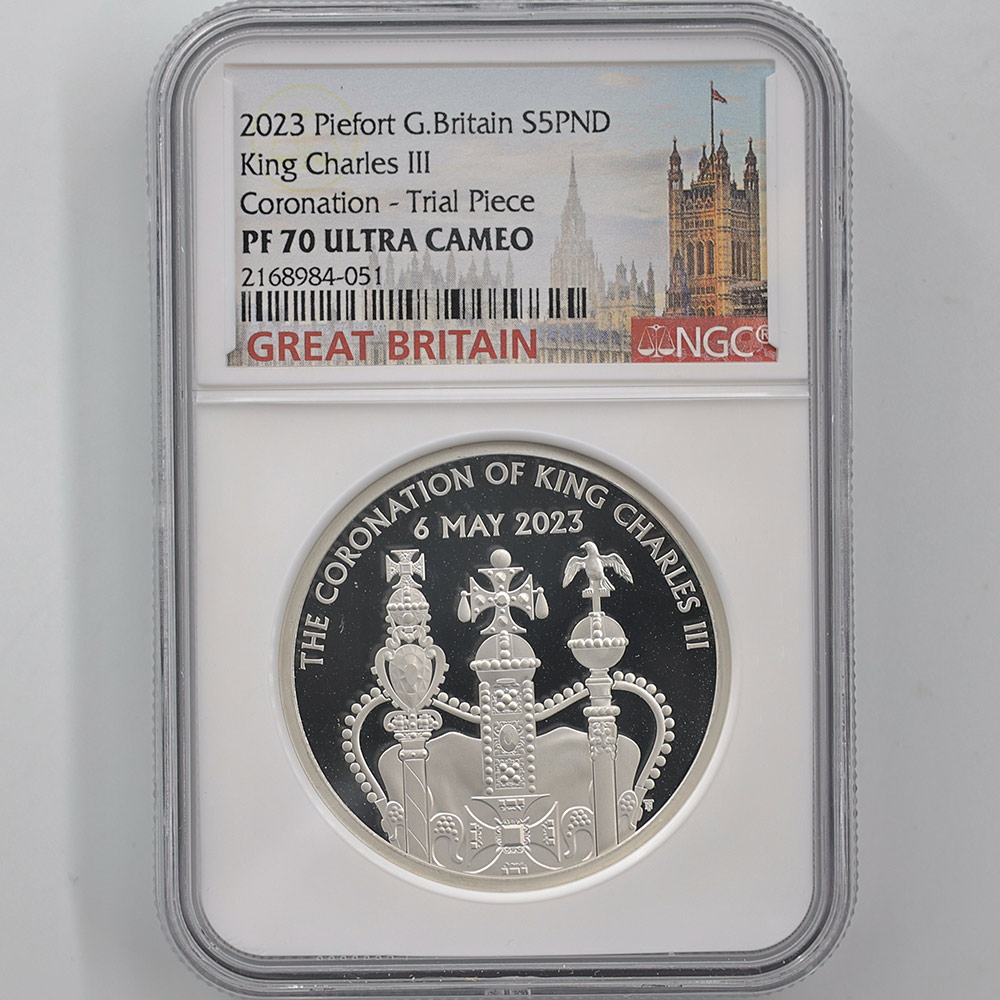 2023 Piefort G.Britain S5PND
King Charles III
Coronation - Trial Piece
PF 70 ULTRA CAMEO
2168984-051
GREAT BRITAIN
NGC®
THE CORONATION OF KING CHARLES III
6 MAY 2023